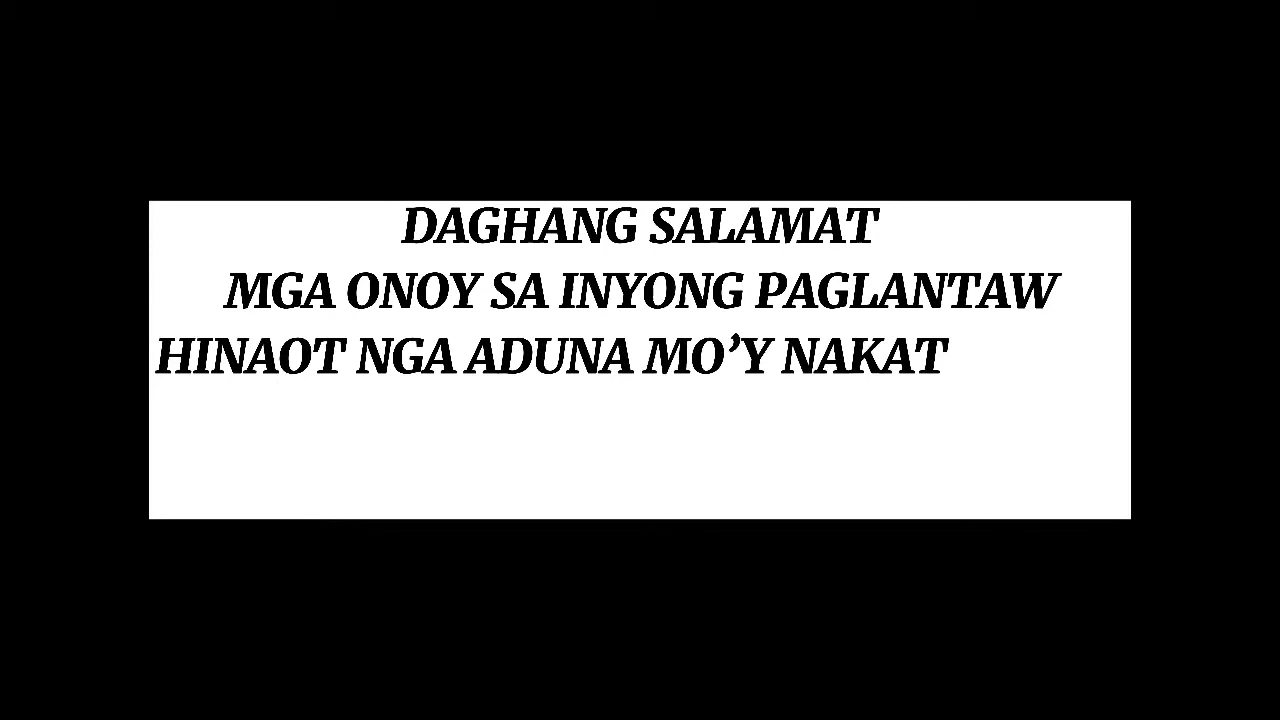 DAGHANG SALAMAT
MGA ONOY SA INYONG PAGLANTAW
HINAOT NGA ADUNA MO’Y NAKAT